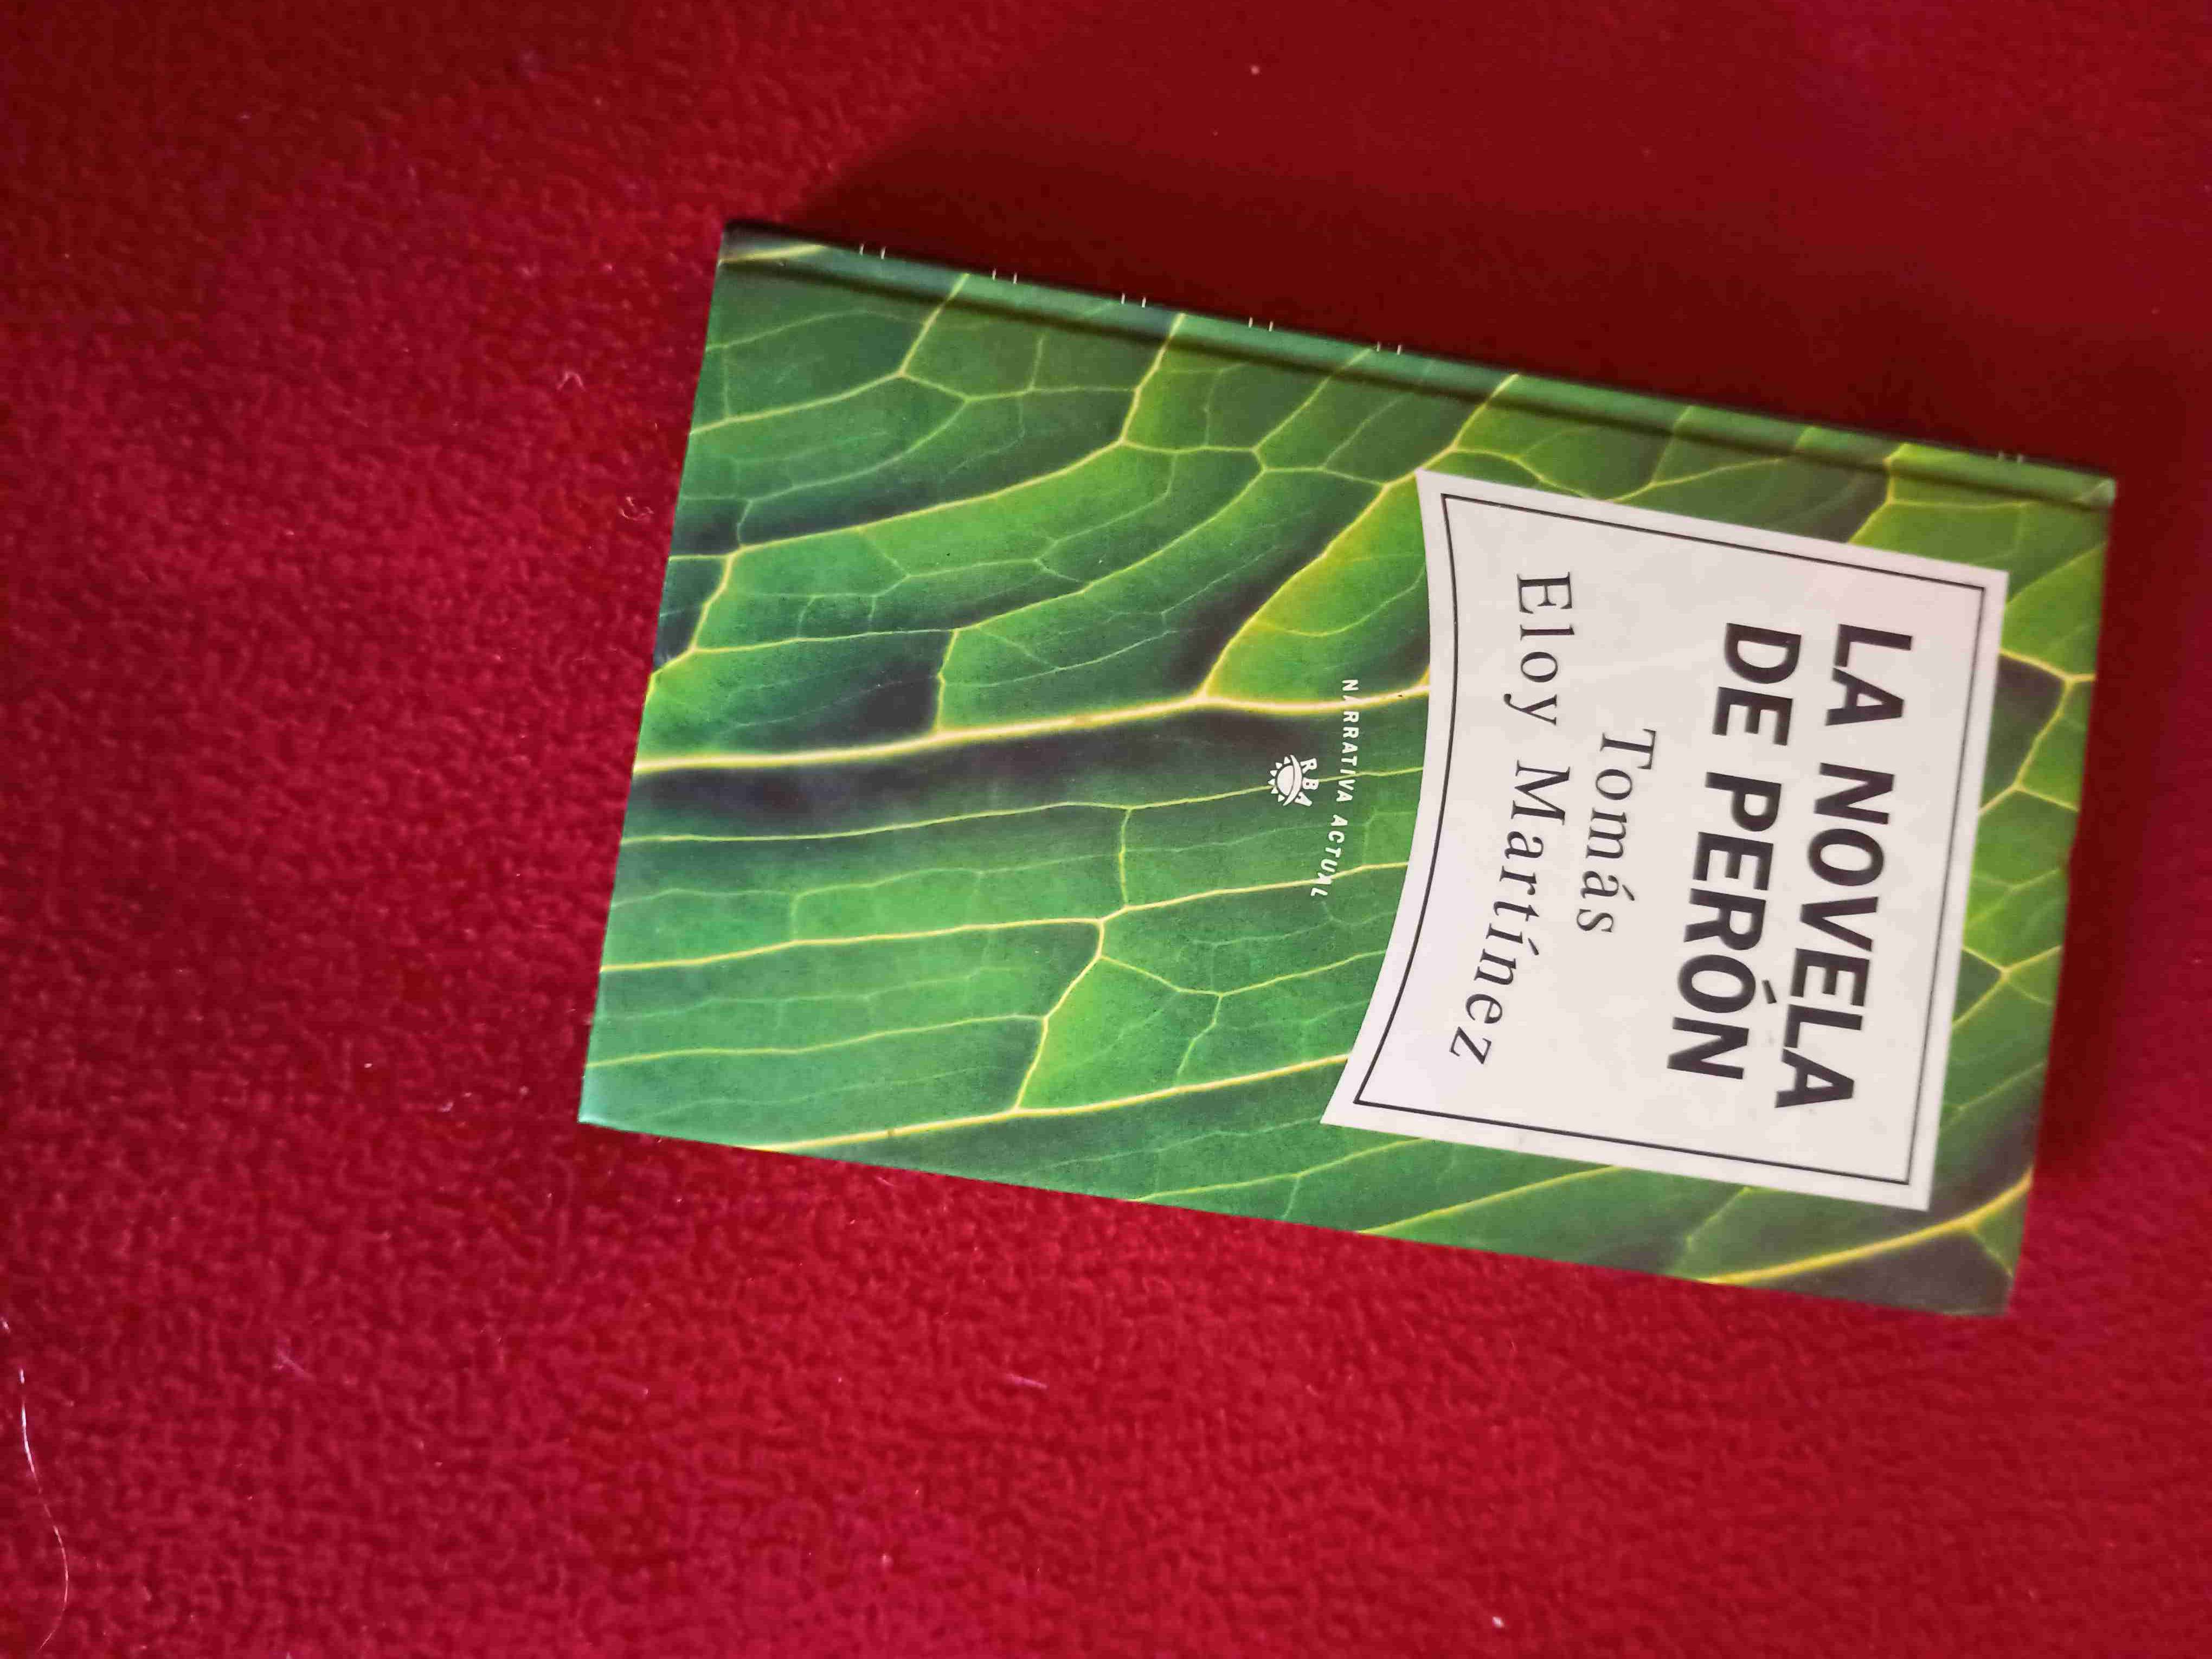 LA NOVELA
DE PERÓN
Tomás
Eloy Martínez
NARRATIVA ACTUAL
RBA